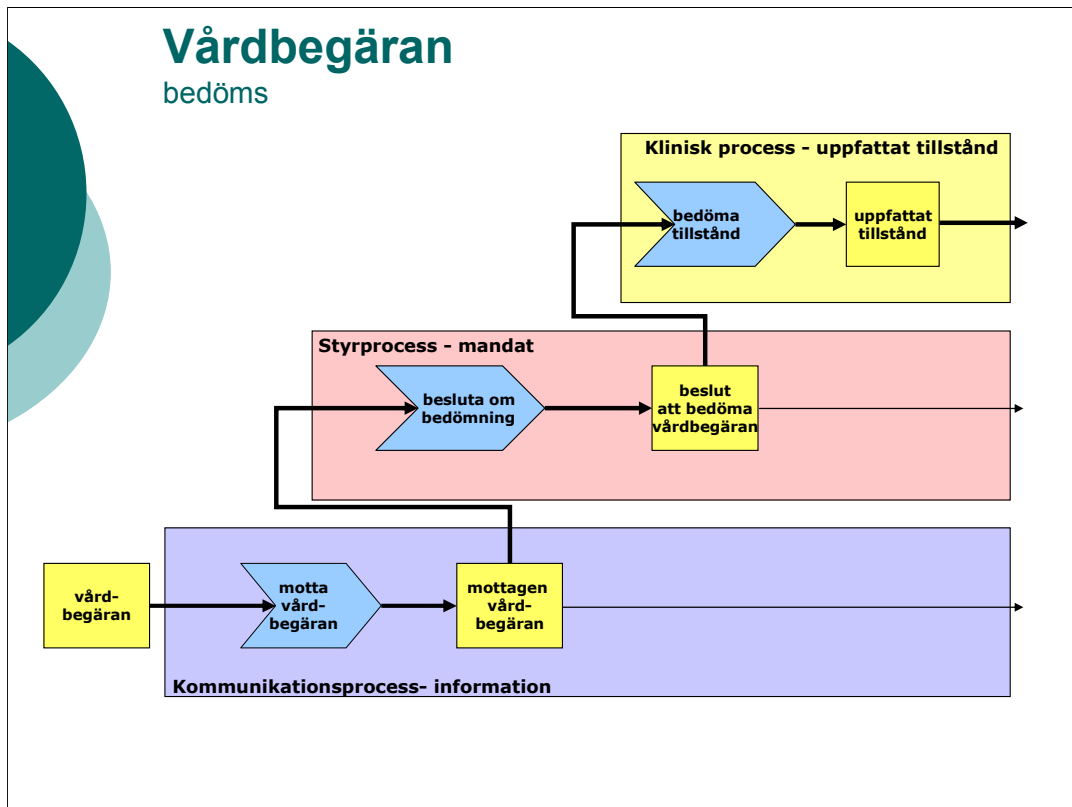 Vårdbegäran
bedöms
Klinisk process - uppfattat tillstånd
bedöma
tillstånd
uppfattat
tillstånd
Styrprocess - mandat
besluta om
bedömning
beslut
att bedöma
vårdbegäran
vård-
begäran
motta
vård-
begäran
mottagen
vård-
begäran
Kommunikationsprocess- information